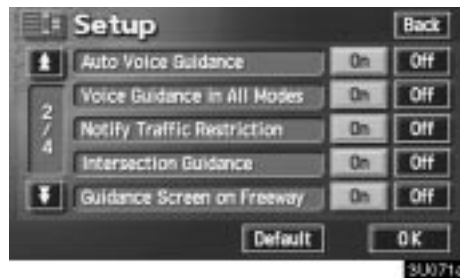 Setup Back
Auto Voice Guidance On Off
Voice Guidance in All Modes On Off
2/4
Notify Traffic Restriction On Off
Intersection Guidance On Off
Guidance Screen on Freeway On Off
Default OK